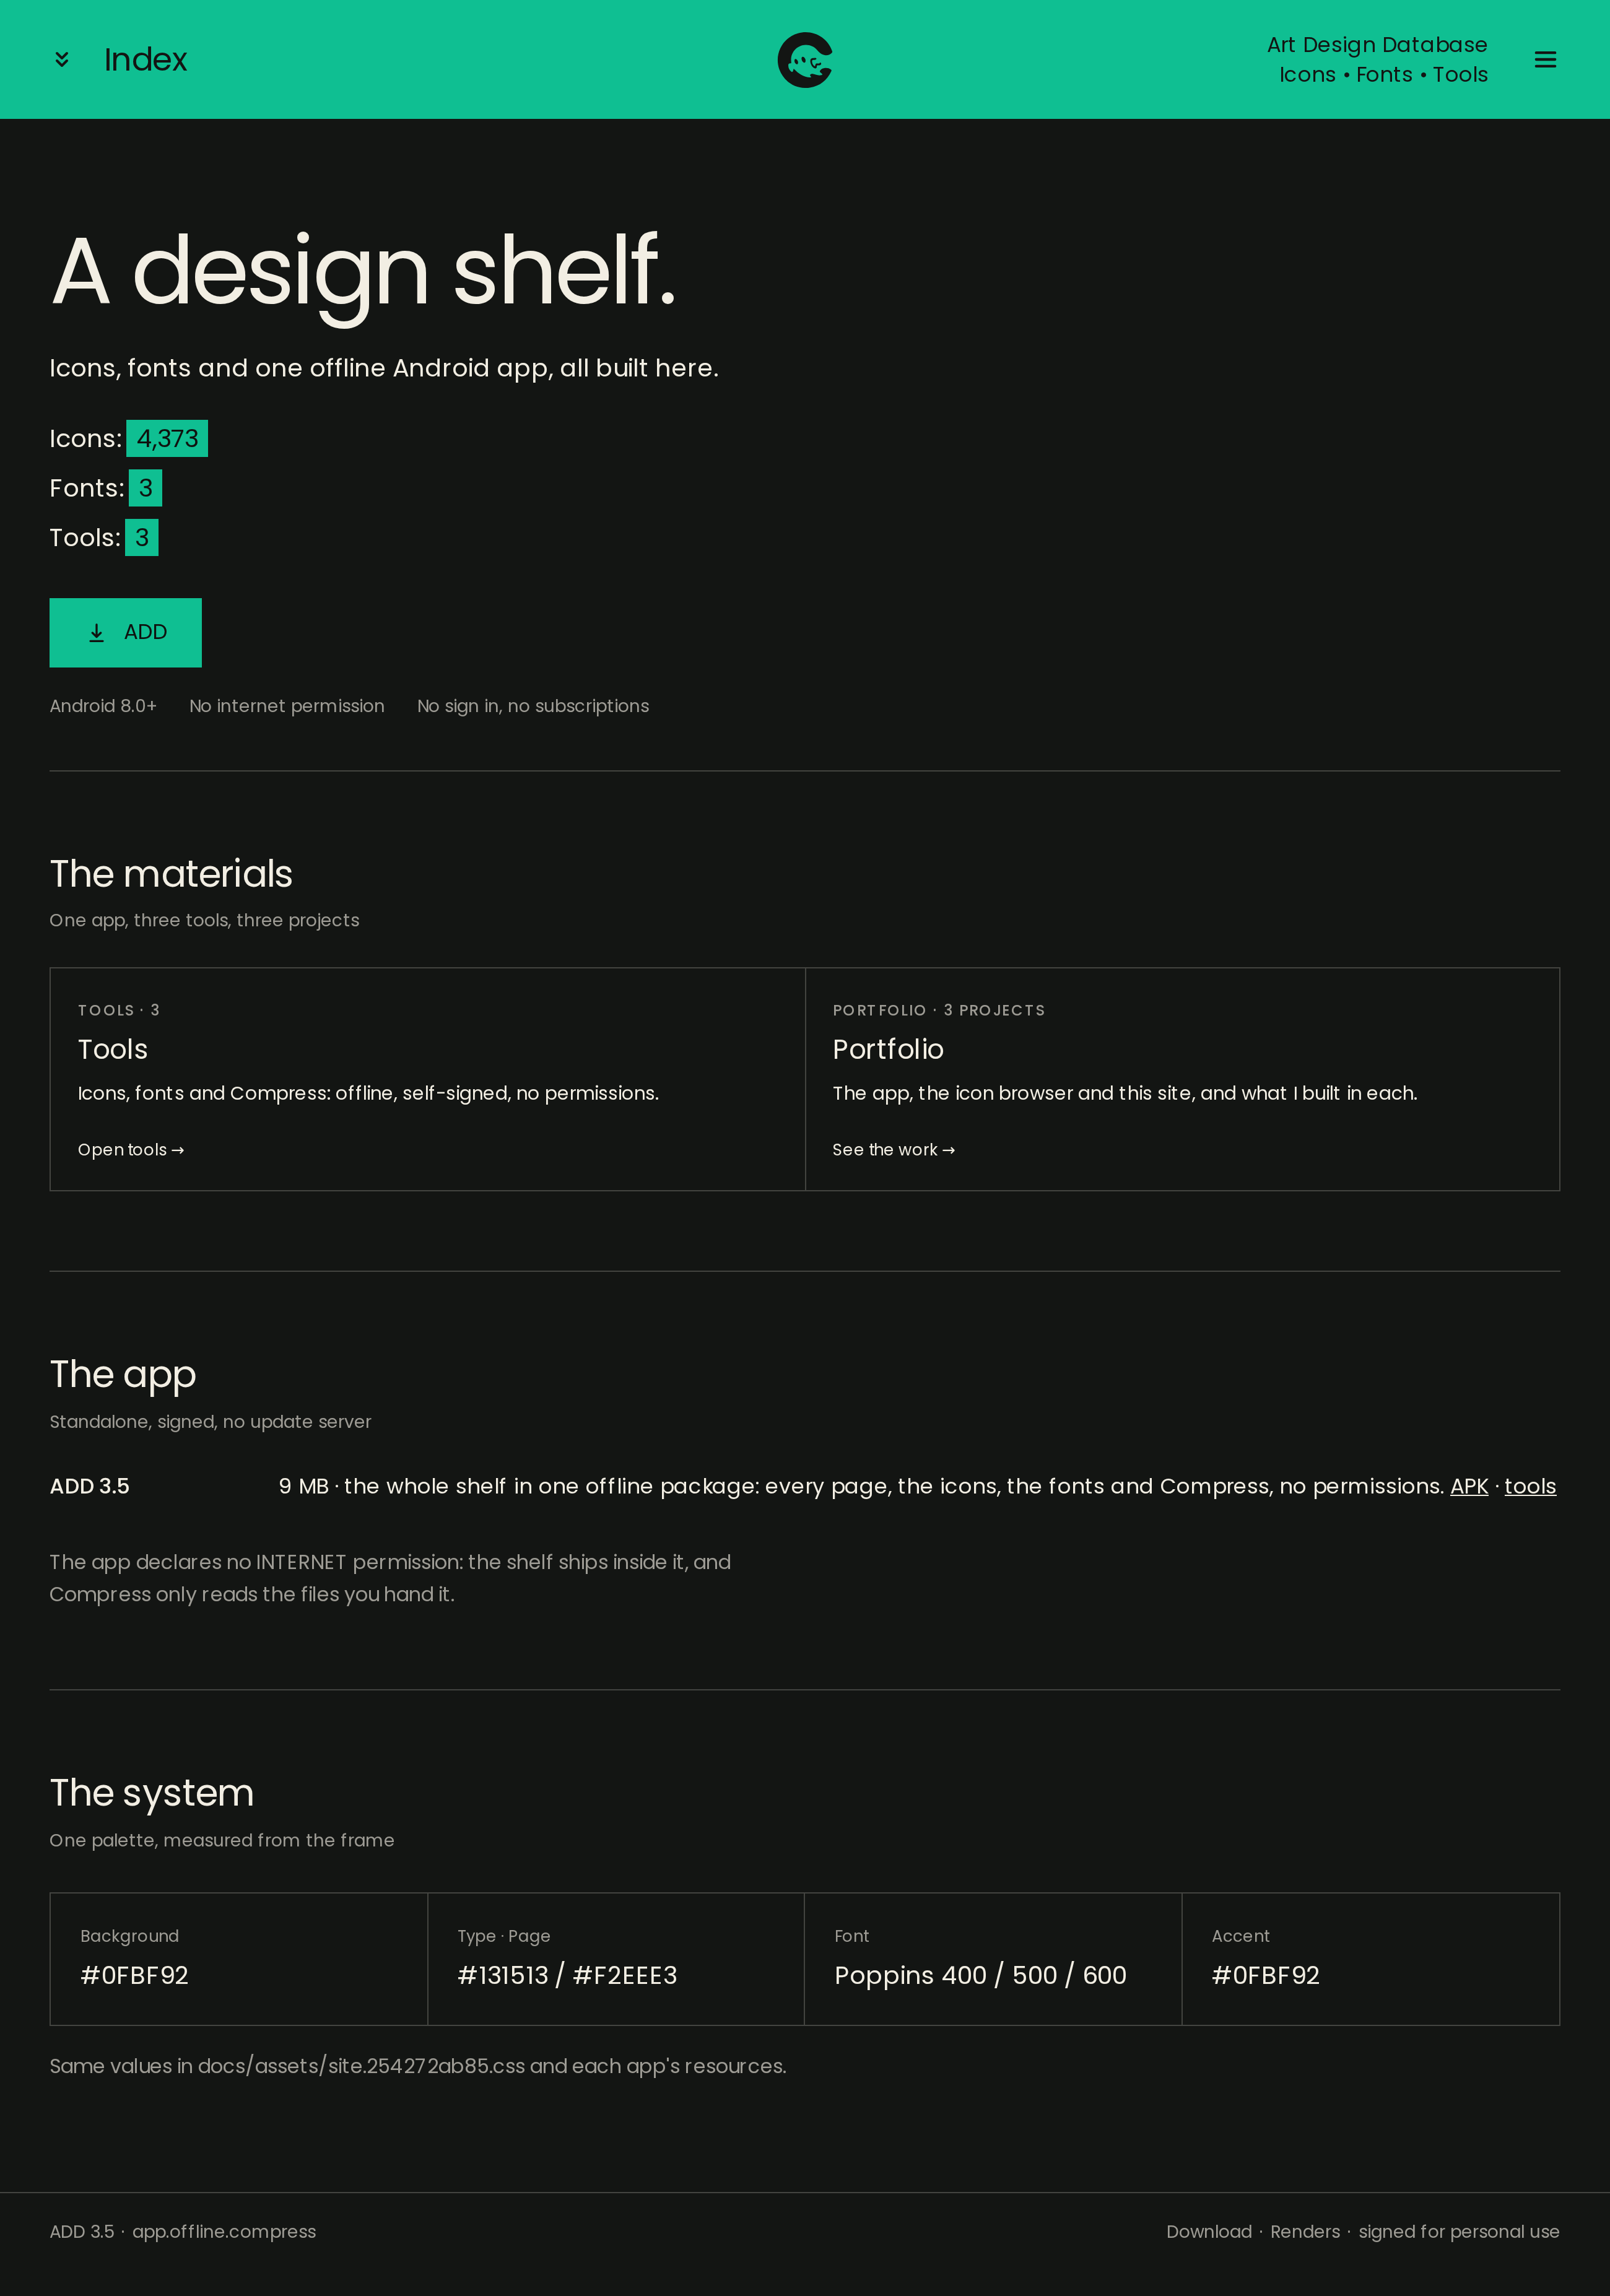 Index
Art Design Database
Icons • Fonts • Tools
A design shelf.
Icons, fonts and one offline Android app, all built here.
Icons: 4,373
Fonts: 3
Tools: 3
ADD
Android 8.0+ No internet permission No sign in, no subscriptions
The materials
One app, three tools, three projects
TOOLS · 3
Tools
Icons, fonts and Compress: offline, self-signed, no permissions.
Open tools →
PORTFOLIO · 3 PROJECTS
Portfolio
The app, the icon browser and this site, and what I built in each.
See the work →
The app
Standalone, signed, no update server
ADD 3.5 9 MB · the whole shelf in one offline package: every page, the icons, the fonts and Compress, no permissions. APK · tools
The app declares no INTERNET permission: the shelf ships inside it, and
Compress only reads the files you hand it.
The system
One palette, measured from the frame
Background
#0FBF92
Type · Page
#131513 / #F2EEE3
Font
Poppins 400 / 500 / 600
Accent
#0FBF92
Same values in docs/assets/site.254272ab85.css and each app's resources.
ADD 3.5 · app.offline.compress
Download · Renders · signed for personal use